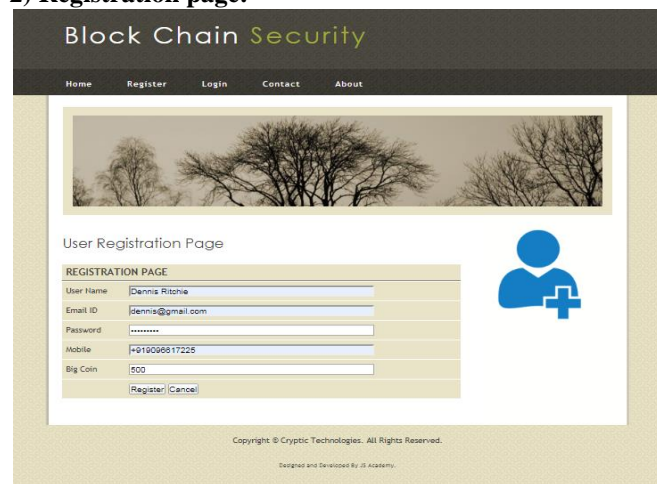 2) Registration page:
Block Chain Security
Home Register Login Contact About
User Registration Page
REGISTRATION PAGE
User Name Dennis Ritchie
Email ID dennis@gmail.com
Password •••••••••
Mobile +919096617225
Big Coin 500
Register Cancel
Copyright © Cryptic Technologies. All Rights Reserved.
Designed and Developed By JS Academy.